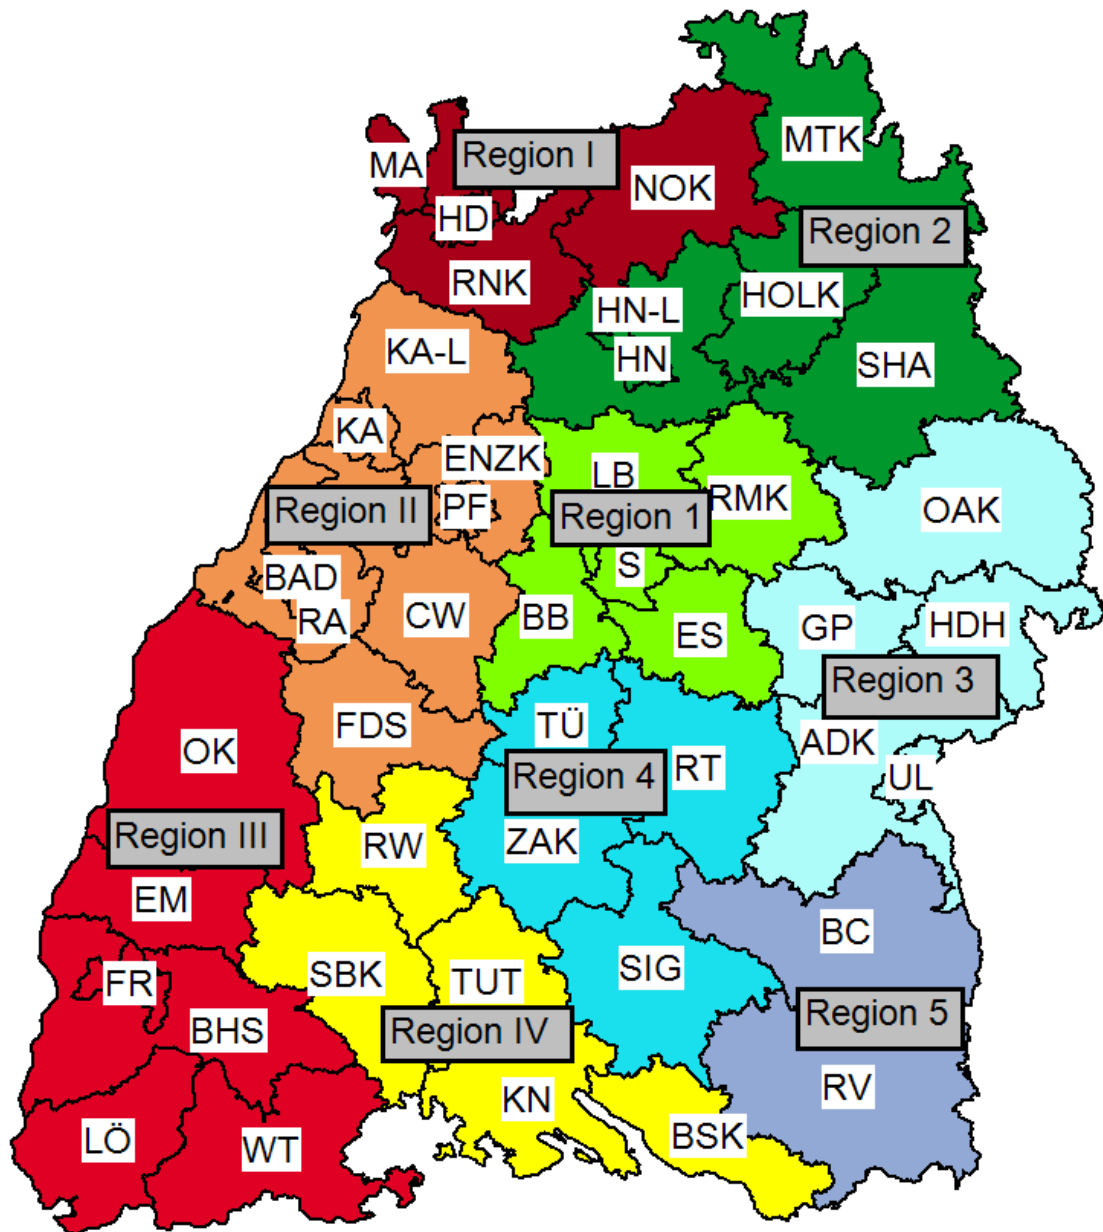 MTK
MA
Region I
NOK
HD
Region 2
RNK
HN-L
HOLK
KA-L
HN
SHA
KA
ENZK
LB
RMK
OAK
Region II
PF
Region 1
S
BAD
RA
CW
BB
ES
GP
HDH
Region 3
FDS
TÜ
OK
RT
ADK
UL
Region 4
Region III
RW
ZAK
EM
BC
FR
SBK
TUT
SIG
BHS
Region IV
Region 5
KN
RV
LÖ
WT
BSK